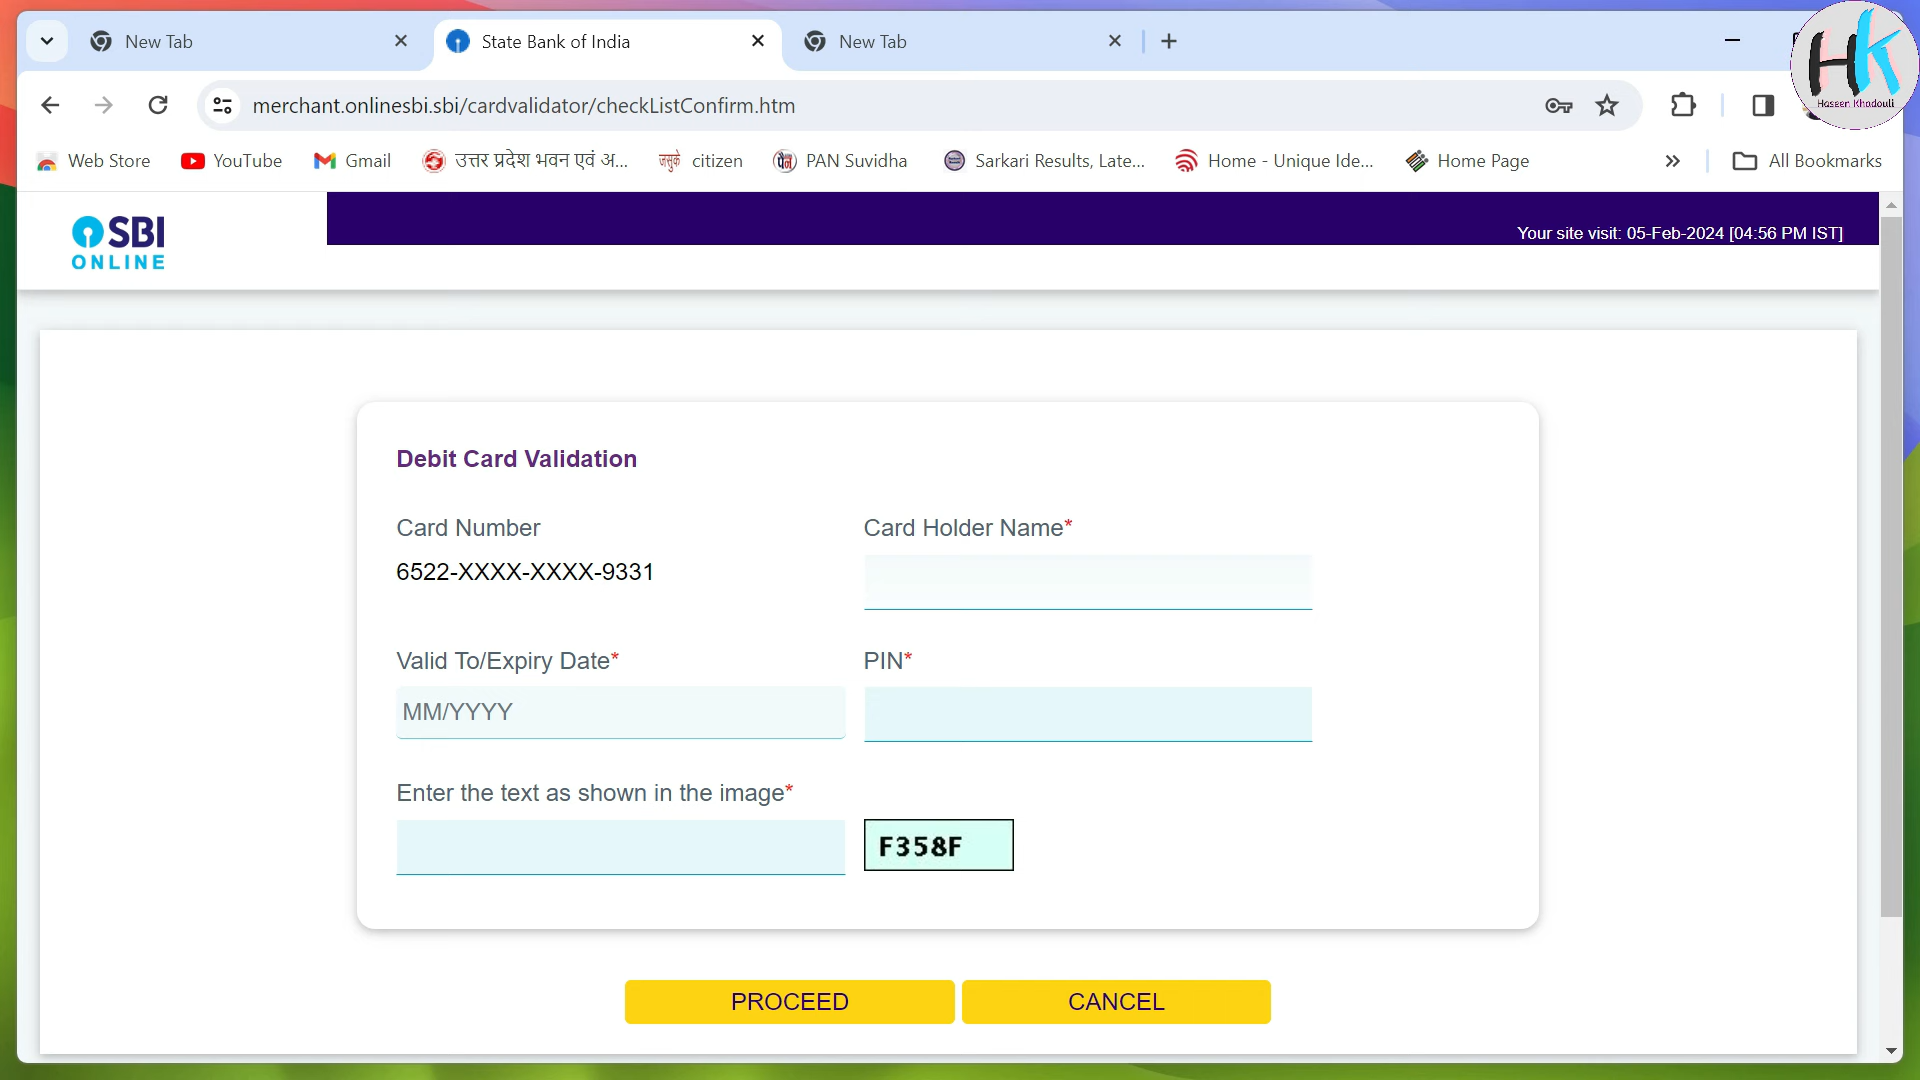 New Tab
State Bank of India
New Tab
HK
Haseen Khadouli
merchant.onlinesbi.sbi/cardvalidator/checkListConfirm.htm
Web Store
YouTube
Gmail
उत्तर प्रदेश भवन एवं अ...
citizen
PAN Suvidha
Sarkari Results, Late...
Home - Unique Ide...
Home Page
All Bookmarks
SBI
ONLINE
Your site visit: 05-Feb-2024 [04:56 PM IST]
Debit Card Validation
Card Number
Card Holder Name*
6522-XXXX-XXXX-9331
Valid To/Expiry Date*
PIN*
MM/YYYY
Enter the text as shown in the image*
F358F
PROCEED
CANCEL